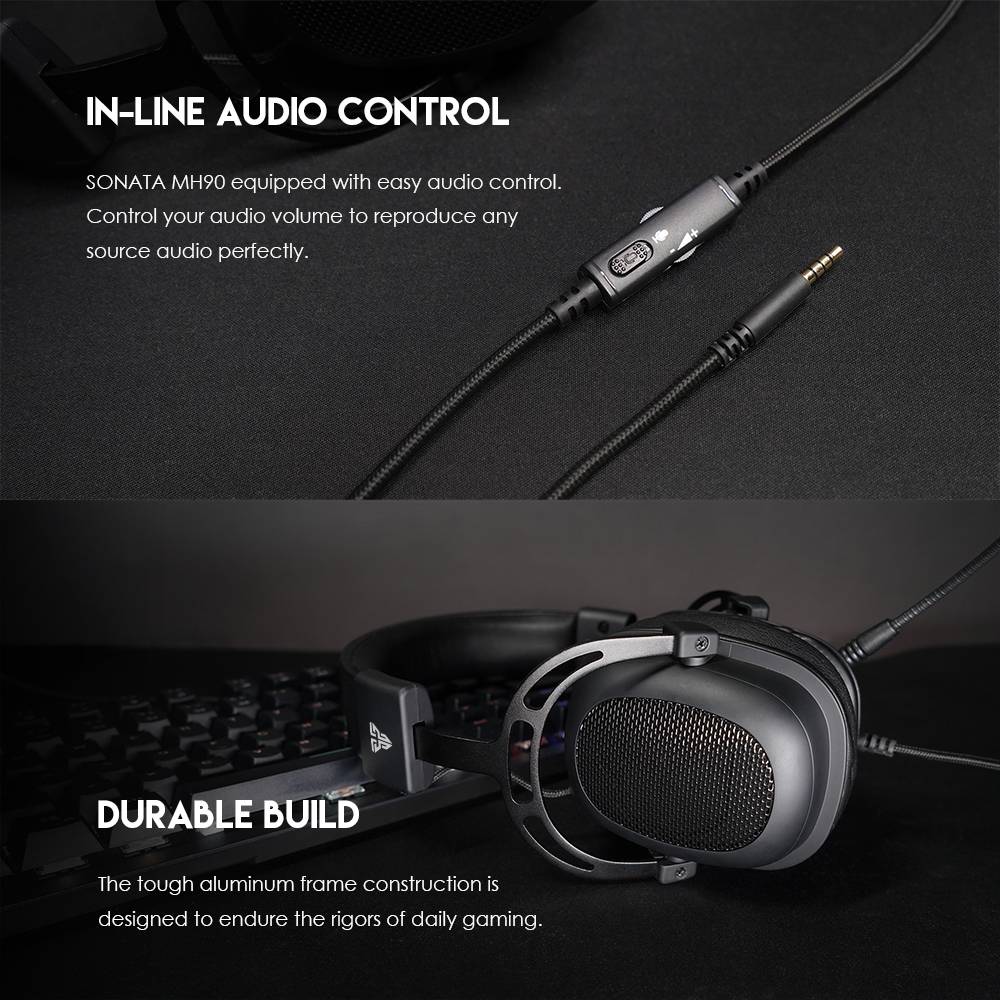 IN-LINE AUDIO CONTROL
SONATA MH90 equipped with easy audio control.
Control your audio volume to reproduce any
source audio perfectly.
- +
DURABLE BUILD
The tough aluminum frame construction is
designed to endure the rigors of daily gaming.